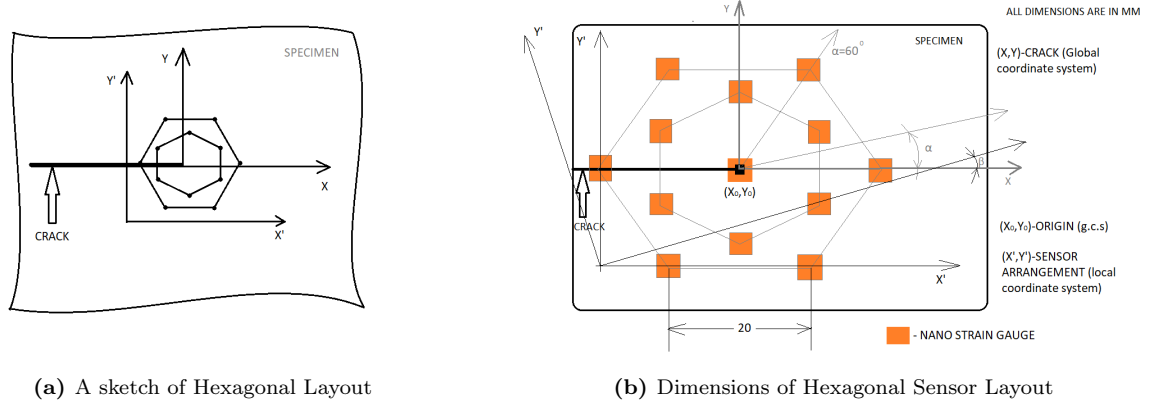 SPECIMEN
Y
Y'
X
X'
CRACK
(a) A sketch of Hexagonal Layout
Y
ALL DIMENSIONS ARE IN MM
Y'
Y'
α=60°
SPECIMEN
(X,Y)-CRACK (Global
coordinate system)
α
β
X
(X₀,Y₀)
CRACK
(X₀,Y₀)-ORIGIN (g.c.s)
(X',Y')-SENSOR
ARRANGEMENT (local
coordinate system)
X'
20
- NANO STRAIN GAUGE
(b) Dimensions of Hexagonal Sensor Layout